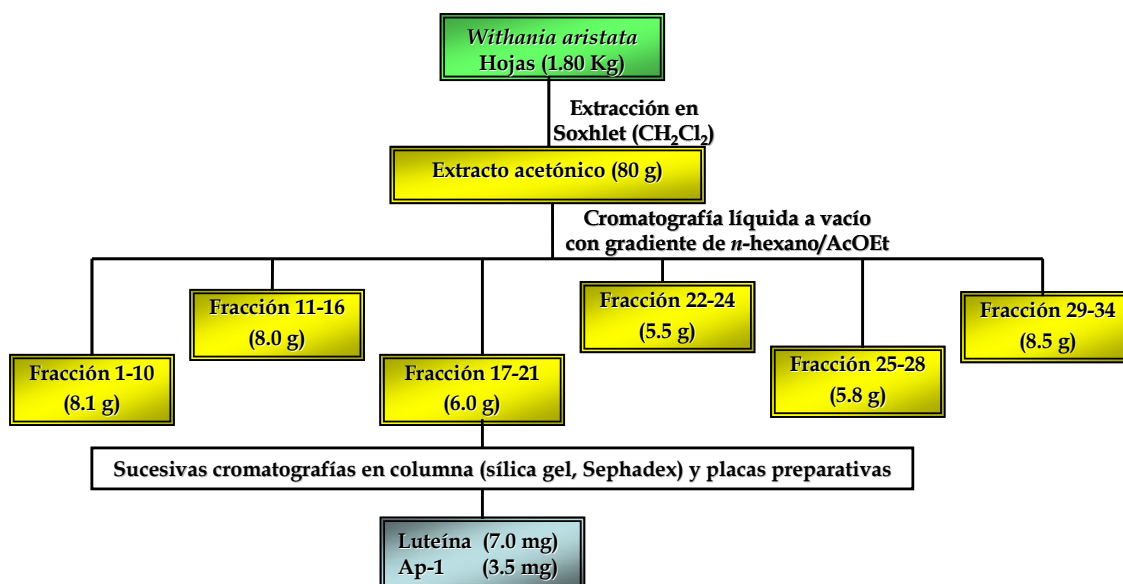 Withania aristata
Hojas (1.80 Kg)
Extracción en
Soxhlet (CH₂Cl₂)
Extracto acetónico (80 g)
Cromatografía líquida a vacío
con gradiente de n-hexano/AcOEt
Fracción 1-10
(8.1 g)
Fracción 11-16
(8.0 g)
Fracción 17-21
(6.0 g)
Fracción 22-24
(5.5 g)
Fracción 25-28
(5.8 g)
Fracción 29-34
(8.5 g)
Sucesivas cromatografías en columna (sílica gel, Sephadex) y placas preparativas
Luteína (7.0 mg)
Ap-1 (3.5 mg)